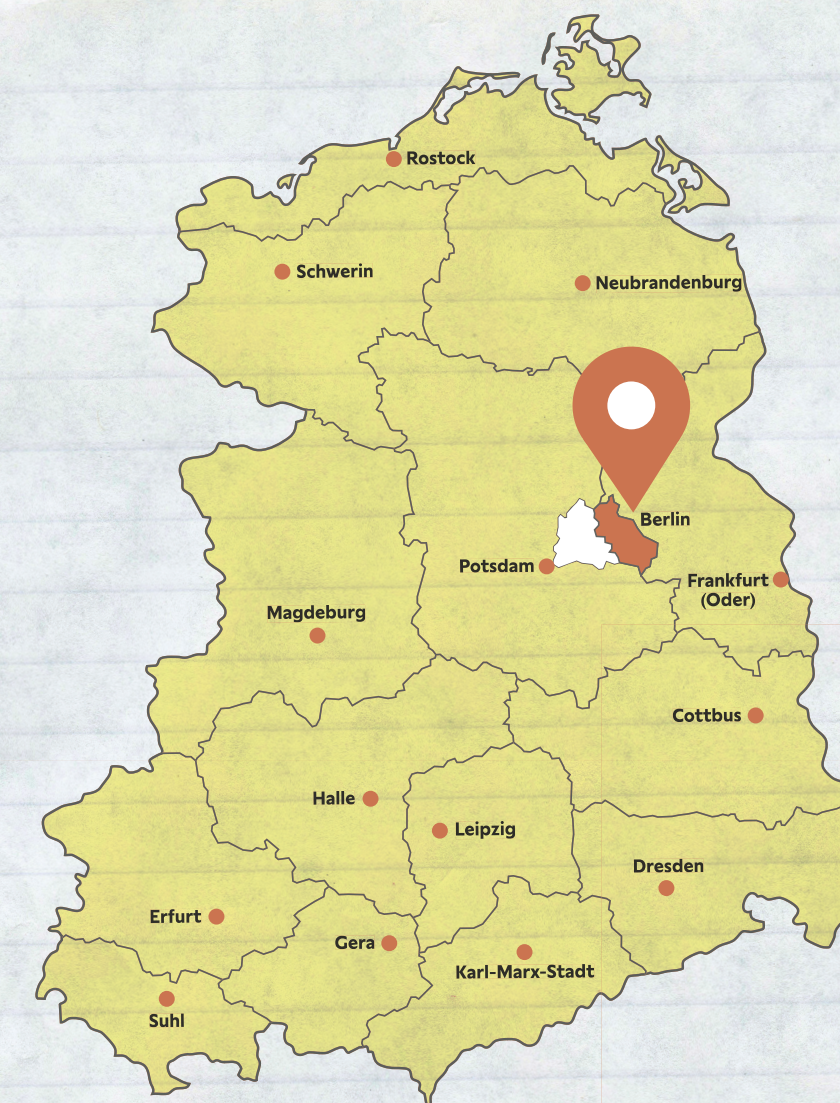 Rostock
Schwerin
Neubrandenburg
Berlin
Potsdam
Frankfurt
(Oder)
Magdeburg
Cottbus
Halle
Leipzig
Dresden
Erfurt
Gera
Karl-Marx-Stadt
Suhl